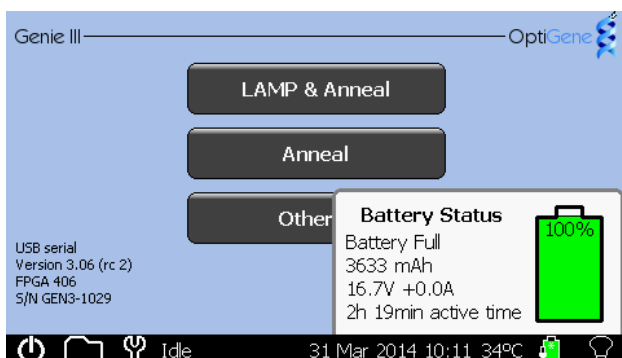 Genie III
OptiGene
LAMP & Anneal
Anneal
Other
USB serial
Version 3.06 (rc 2)
FPGA 406
S/N GEN3-1029
Battery Status
Battery Full
3633 mAh
16.7V +0.0A
2h 19min active time
100%
Idle
31 Mar 2014 10:11 34ºC